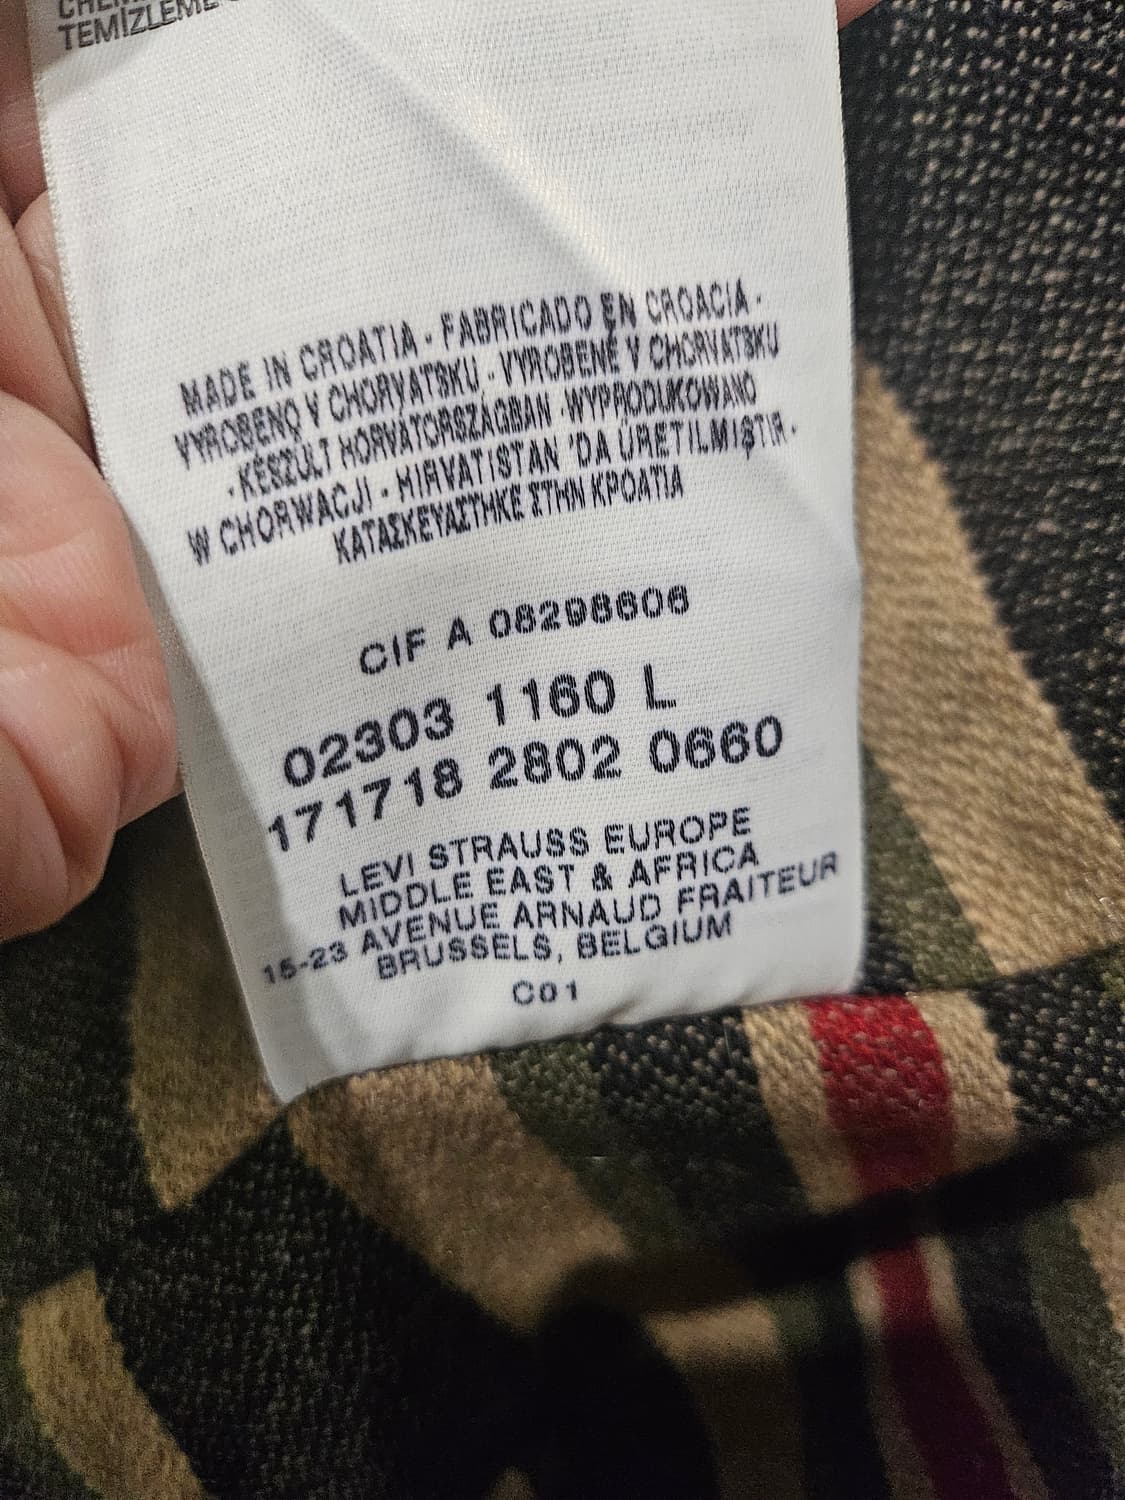 TEMİZLEME
MADE IN CROATIA · FABRICADO EN CROACIA ·
VYROBENO V CHORVATSKU · VYROBENÉ V CHORVATSKU
· KÉSZÜLT HORVÁTORSZÁGBAN · WYPRODUKOWANO
W CHORWACJI · HIRVATISTAN 'DA ÜRETILMIŞTIR ·
ΚΑΤΑΣΚΕΥΑΣΤΗΚΕ ΣΤΗΝ ΚΡΟΑΤΙΑ
CIF A 08298606
02303 1160 L
171718 2802 0660
LEVI STRAUSS EUROPE
MIDDLE EAST & AFRICA
15-23 AVENUE ARNAUD FRAITEUR
BRUSSELS, BELGIUM
C01